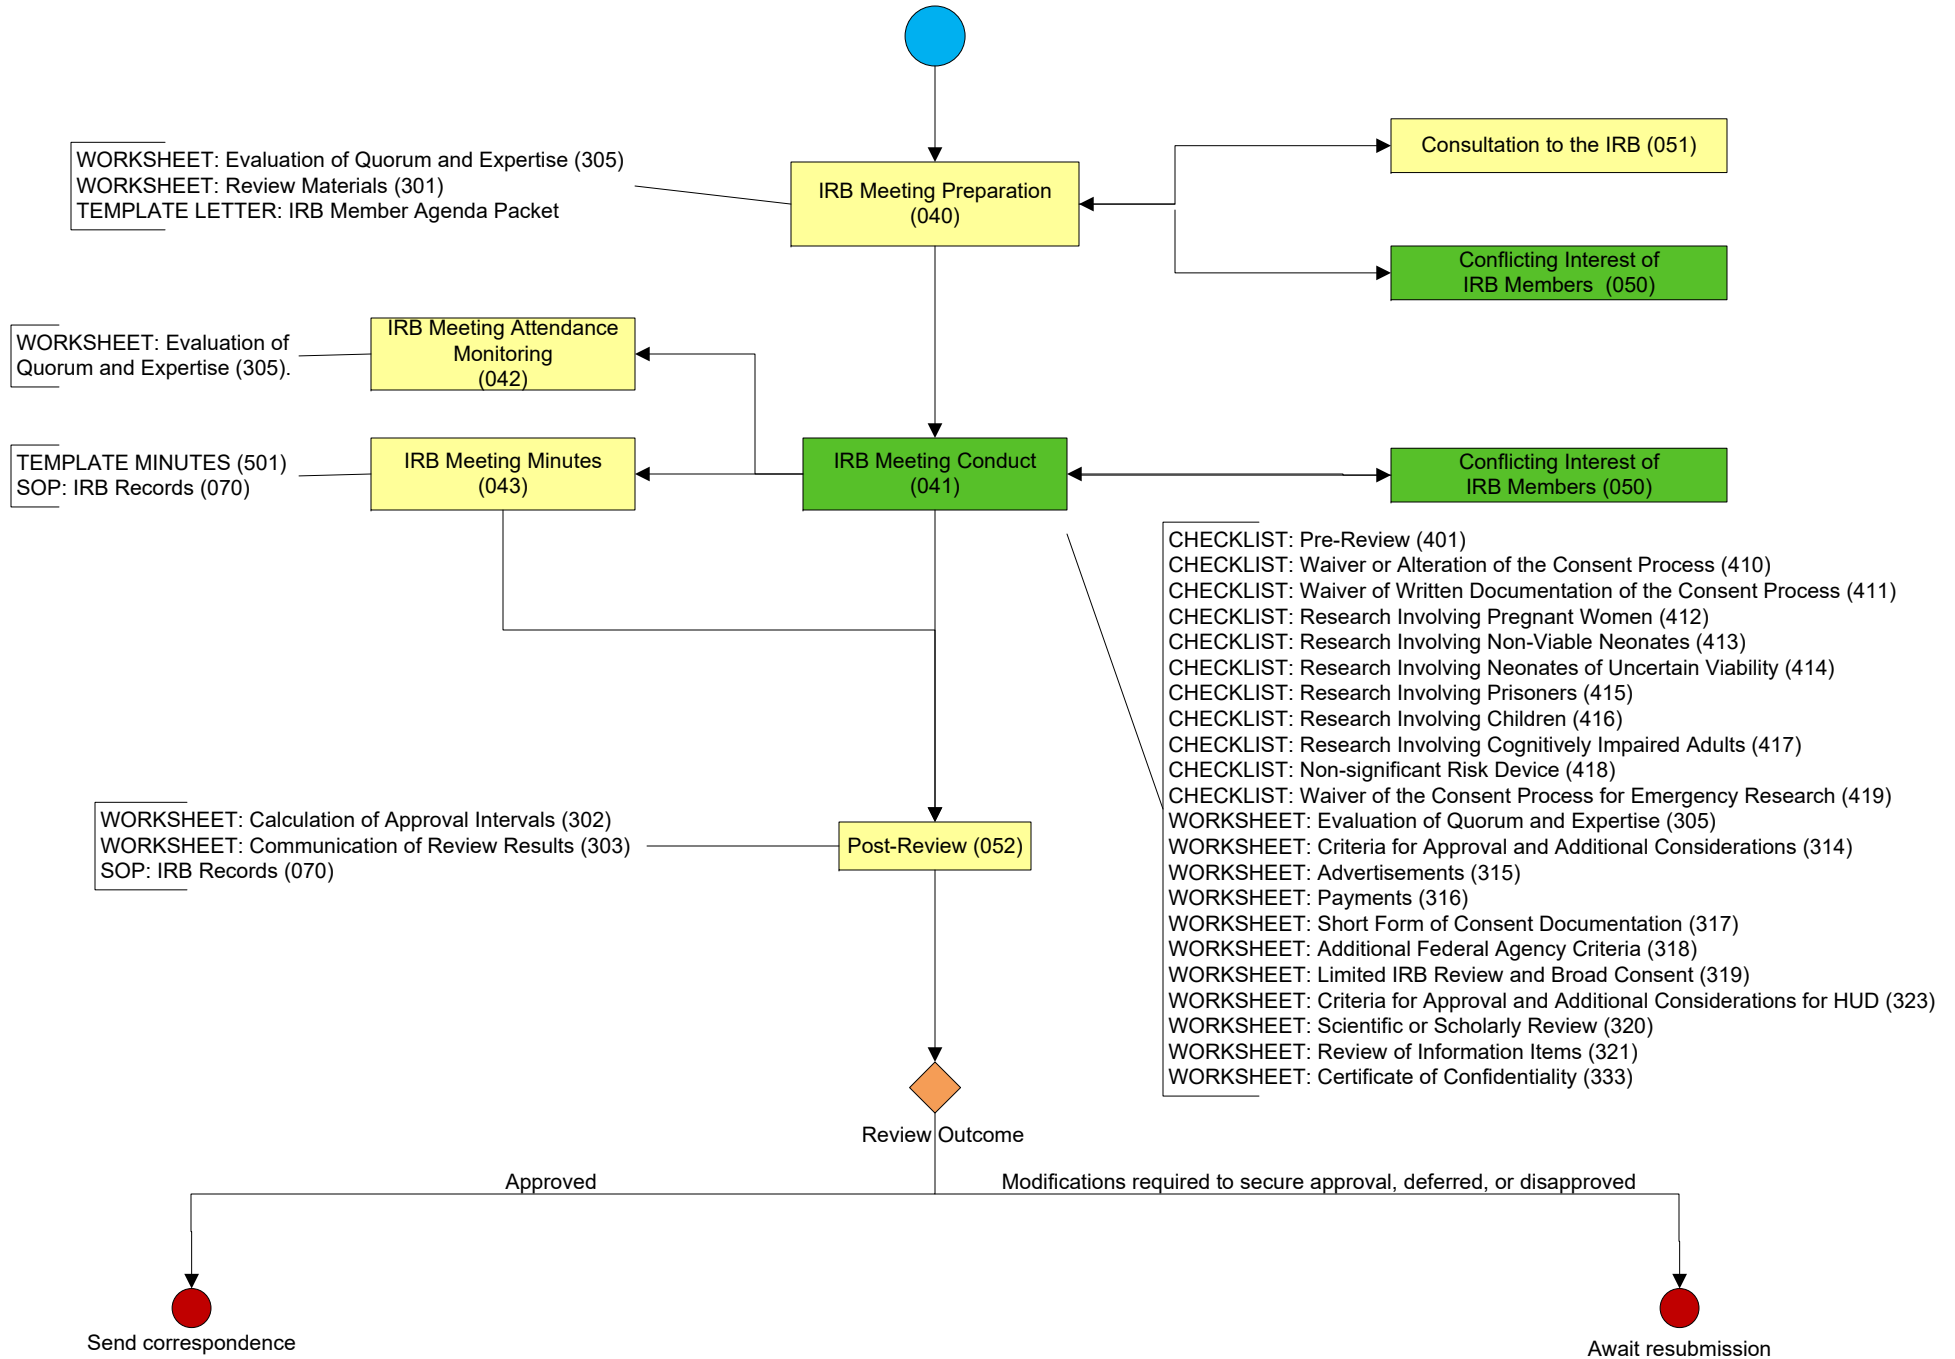 WORKSHEET: Evaluation of Quorum and Expertise (305)
WORKSHEET: Review Materials (301)
TEMPLATE LETTER: IRB Member Agenda Packet
IRB Meeting Preparation
(040)
Consultation to the IRB (051)
Conflicting Interest of
IRB Members (050)
WORKSHEET: Evaluation of
Quorum and Expertise (305).
IRB Meeting Attendance
Monitoring
(042)
TEMPLATE MINUTES (501)
SOP: IRB Records (070)
IRB Meeting Minutes
(043)
IRB Meeting Conduct
(041)
Conflicting Interest of
IRB Members (050)
CHECKLIST: Pre-Review (401)
CHECKLIST: Waiver or Alteration of the Consent Process (410)
CHECKLIST: Waiver of Written Documentation of the Consent Process (411)
CHECKLIST: Research Involving Pregnant Women (412)
CHECKLIST: Research Involving Non-Viable Neonates (413)
CHECKLIST: Research Involving Neonates of Uncertain Viability (414)
CHECKLIST: Research Involving Prisoners (415)
CHECKLIST: Research Involving Children (416)
CHECKLIST: Research Involving Cognitively Impaired Adults (417)
CHECKLIST: Non-significant Risk Device (418)
CHECKLIST: Waiver of the Consent Process for Emergency Research (419)
WORKSHEET: Evaluation of Quorum and Expertise (305)
WORKSHEET: Criteria for Approval and Additional Considerations (314)
WORKSHEET: Advertisements (315)
WORKSHEET: Payments (316)
WORKSHEET: Short Form of Consent Documentation (317)
WORKSHEET: Additional Federal Agency Criteria (318)
WORKSHEET: Limited IRB Review and Broad Consent (319)
WORKSHEET: Criteria for Approval and Additional Considerations for HUD (323)
WORKSHEET: Scientific or Scholarly Review (320)
WORKSHEET: Review of Information Items (321)
WORKSHEET: Certificate of Confidentiality (333)
WORKSHEET: Calculation of Approval Intervals (302)
WORKSHEET: Communication of Review Results (303)
SOP: IRB Records (070)
Post-Review (052)
Review Outcome
Approved
Modifications required to secure approval, deferred, or disapproved
Send correspondence
Await resubmission